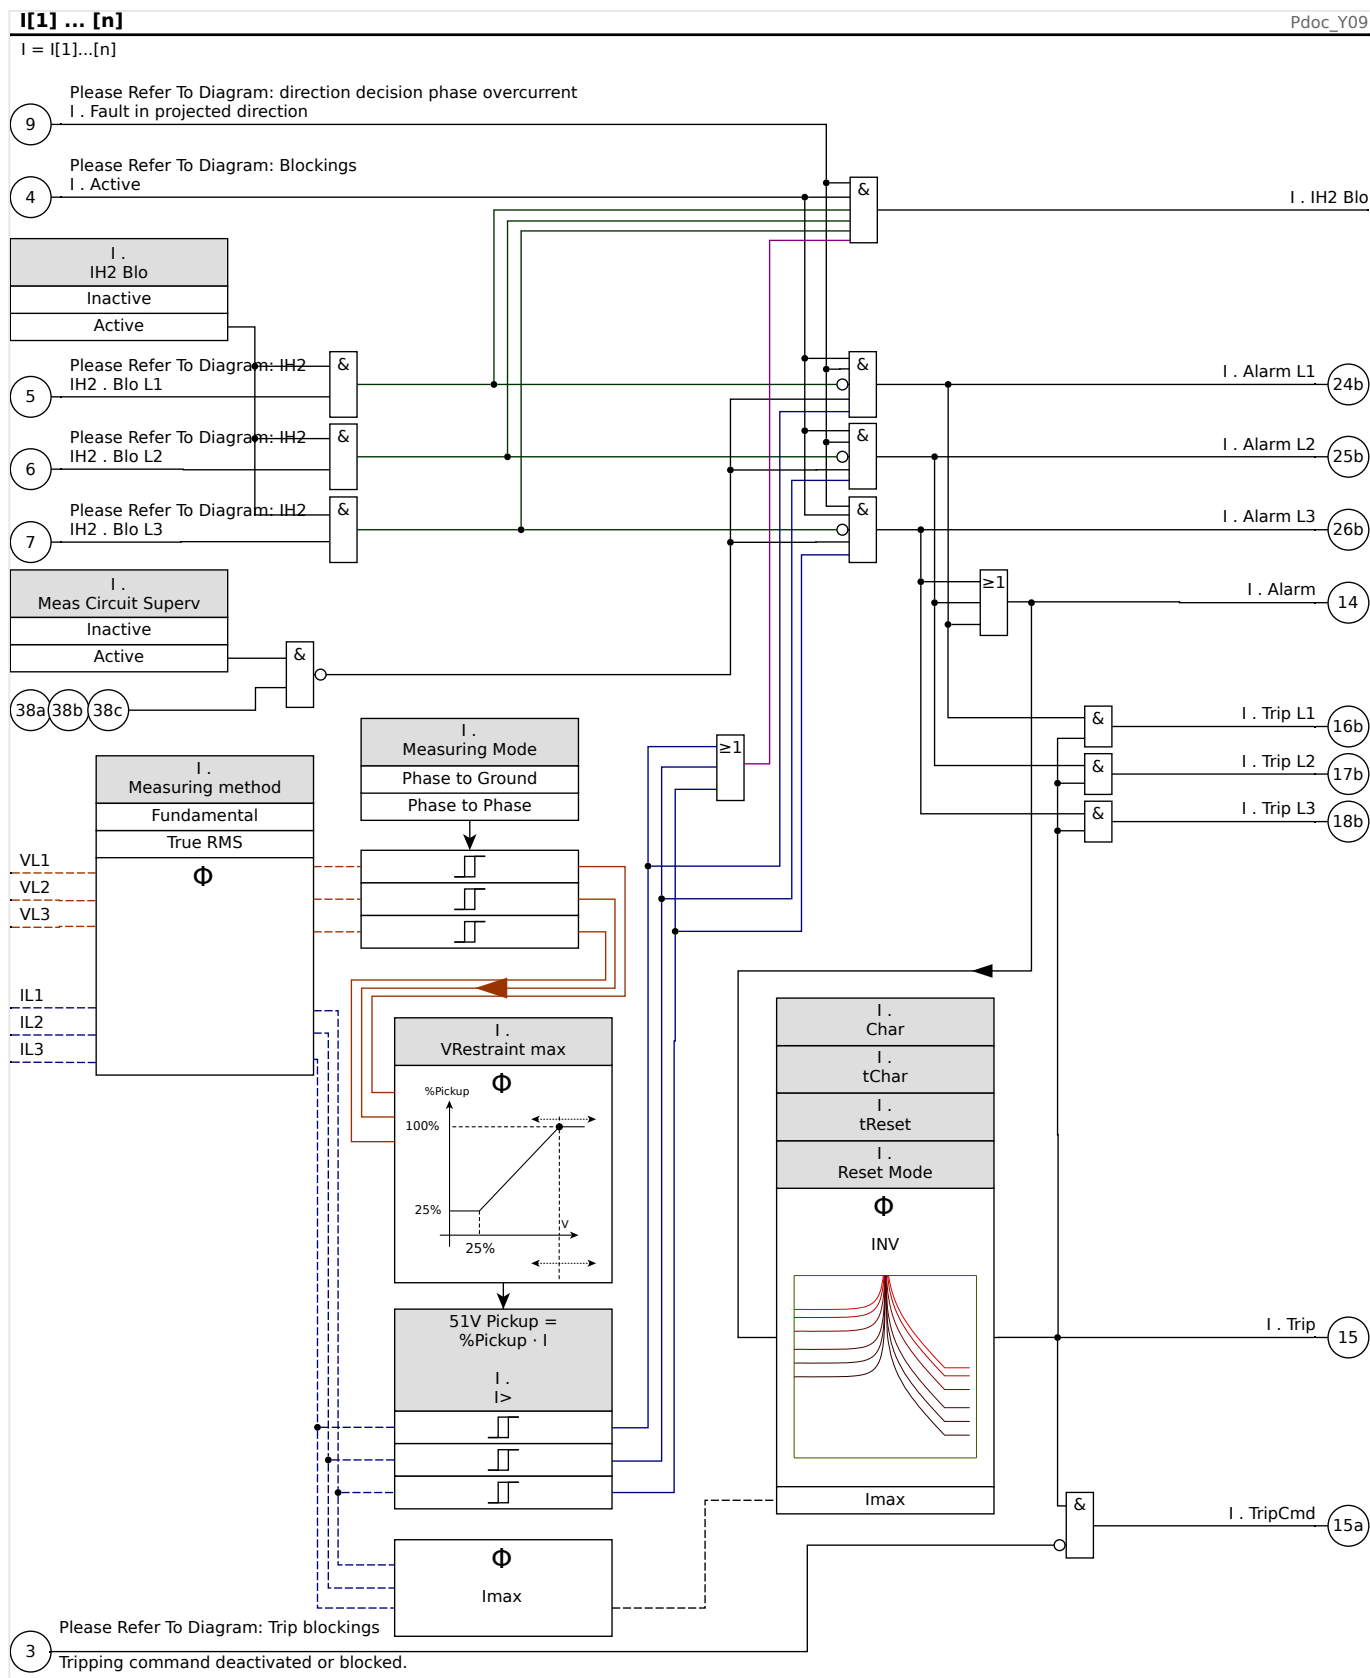 I[1] ... [n]
Pdoc_Y09
I = I[1]...[n]
Please Refer To Diagram: direction decision phase overcurrent
9
I . Fault in projected direction
Please Refer To Diagram: Blockings
4
I . Active
&
I . IH2 Blo
I .
IH2 Blo
Inactive
Active
Please Refer To Diagram: IH2
5
IH2 . Blo L1
&
&
I . Alarm L1
24b
Please Refer To Diagram: IH2
6
IH2 . Blo L2
&
&
I . Alarm L2
25b
Please Refer To Diagram: IH2
7
IH2 . Blo L3
&
&
I . Alarm L3
26b
I .
Meas Circuit Superv
Inactive
Active
&
≥1
I . Alarm
14
38a
38b
38c
&
I . Trip L1
16b
&
I . Trip L2
17b
&
I . Trip L3
18b
I .
Measuring Mode
Phase to Ground
Phase to Phase
≥1
I .
Measuring method
Fundamental
True RMS
Φ
VL1
VL2
VL3
IL1
IL2
IL3
I .
VRestraint max
Φ
%Pickup
100%
25%
V
25%
I .
Char
I .
tChar
I .
tReset
I .
Reset Mode
Φ
INV
Imax
51V Pickup =
%Pickup · I
I .
I>
I . Trip
15
&
I . TripCmd
15a
Φ
Imax
Please Refer To Diagram: Trip blockings
3
Tripping command deactivated or blocked.